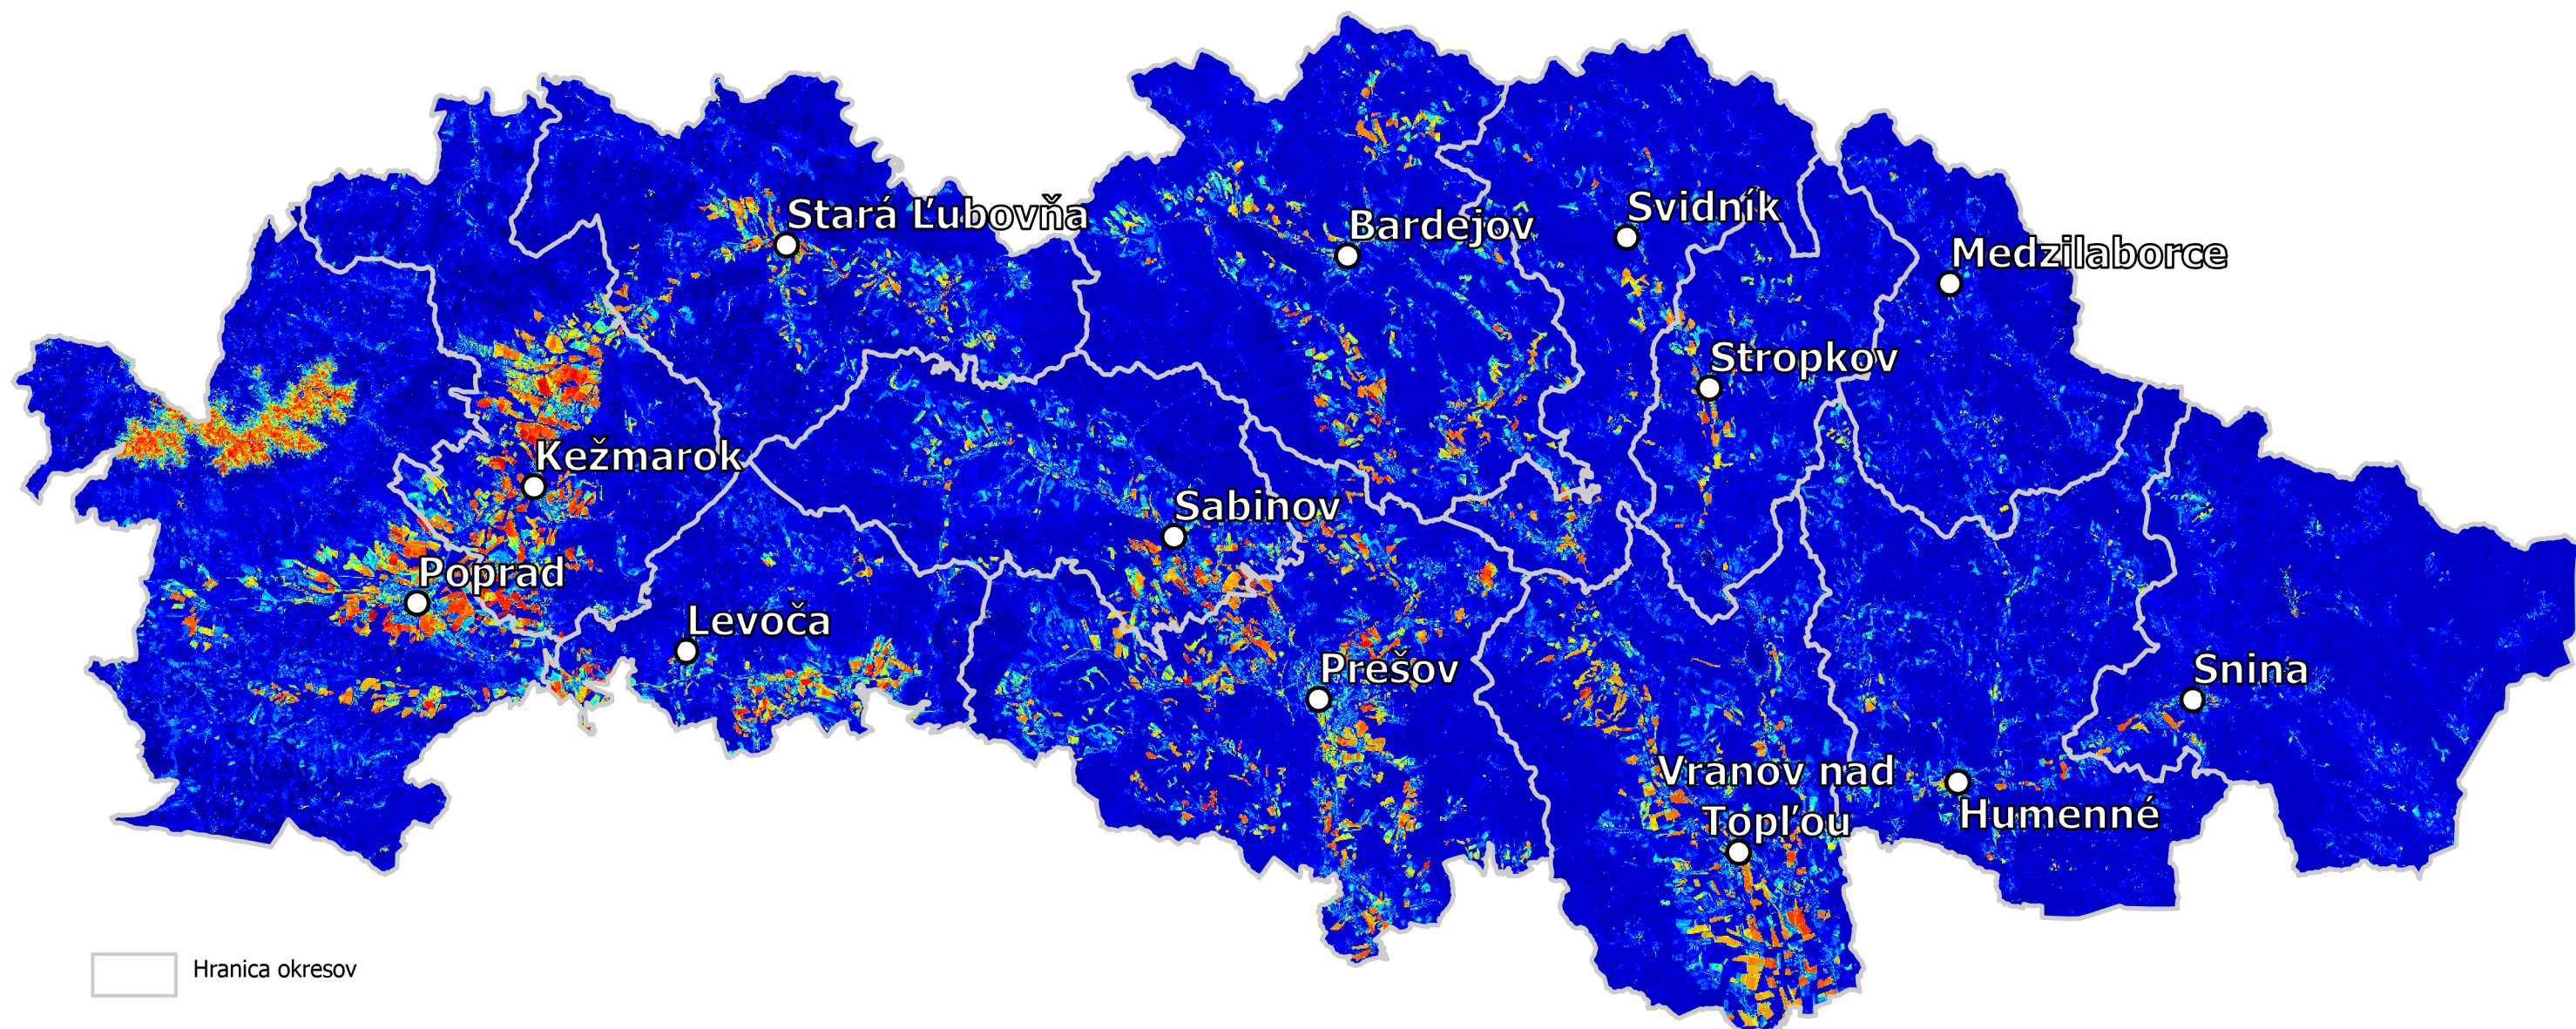 Stará Ľubovňa
Bardejov
Svidník
Medzilaborce
Stropkov
Kežmarok
Sabinov
Poprad
Levoča
Prešov
Snina
Vranov nad
Topľou
Humenné
Hranica okresov